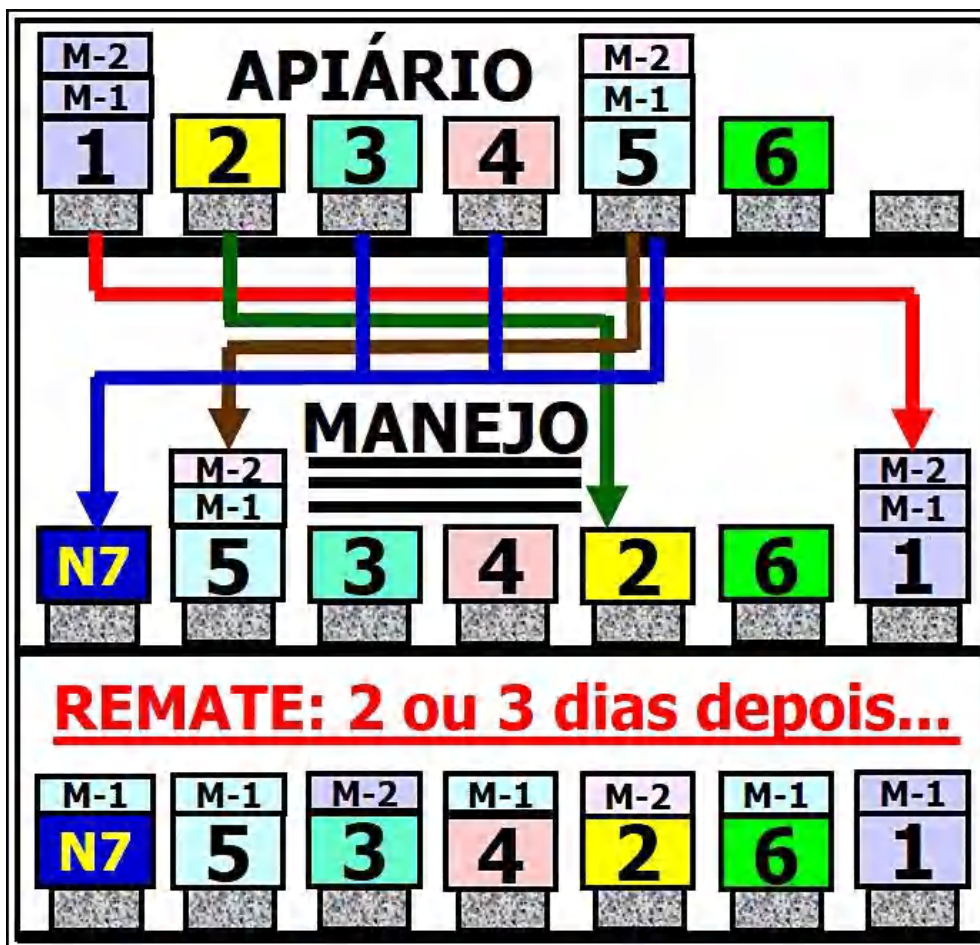 M-2 M-2
M-1 APIÁRIO M-1
1 2 3 4 5 6
MANEJO
M-2 M-2
M-1 M-1
N7 5 3 4 2 6 1
REMATE: 2 ou 3 dias depois...
M-1 M-1 M-2 M-1 M-2 M-1 M-1
N7 5 3 4 2 6 1